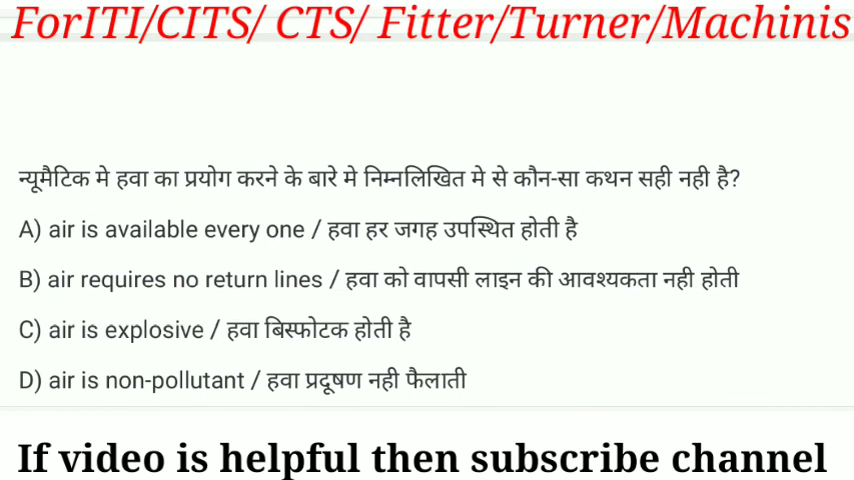 ForITI/CITS/ CTS/ Fitter/Turner/Machinis
न्यूमैटिक मे हवा का प्रयोग करने के बारे मे निम्नलिखित मे से कौन-सा कथन सही नही है?
A) air is available every one / हवा हर जगह उपस्थित होती है
B) air requires no return lines / हवा को वापसी लाइन की आवश्यकता नही होती
C) air is explosive / हवा बिस्फोटक होती है
D) air is non-pollutant / हवा प्रदूषण नही फैलाती
If video is helpful then subscribe channel